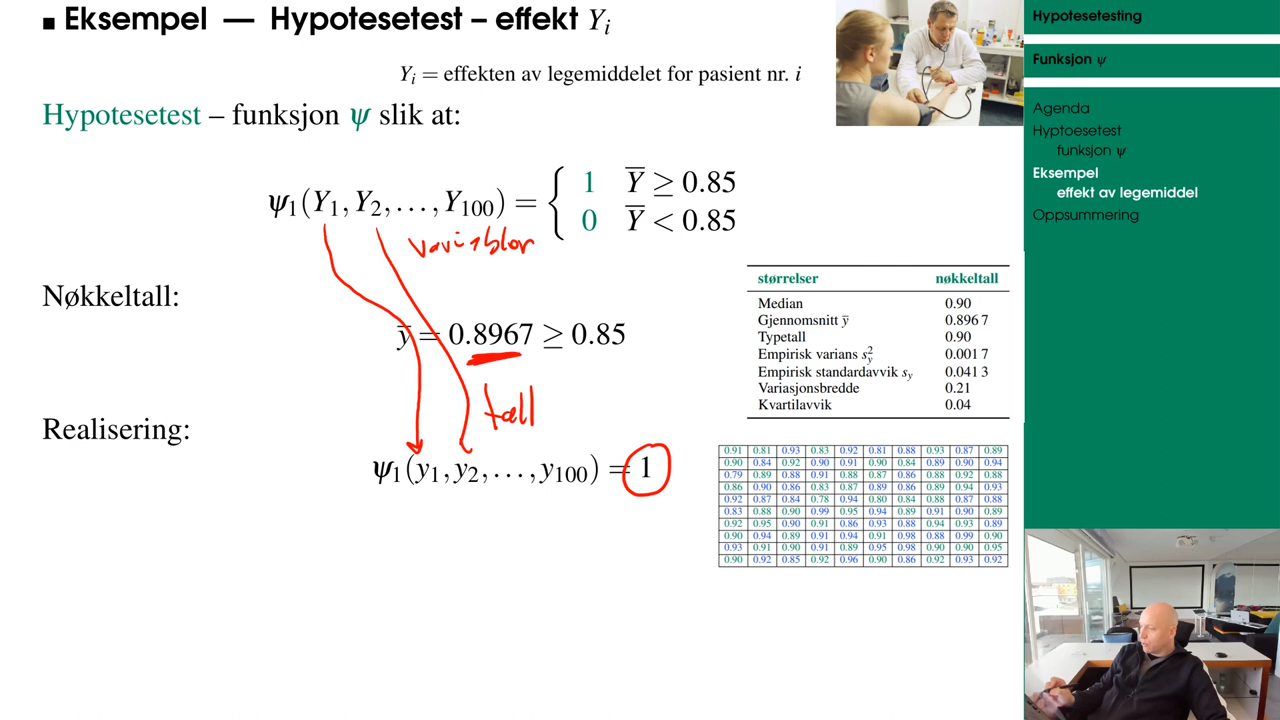 ■ Eksempel — Hypotesetest – effekt Yᵢ
Yᵢ = effekten av legemiddelet for pasient nr. i
Hypotesetest – funksjon ψ slik at:
ψ₁(Y₁, Y₂, …, Y₁₀₀) = { 1 Y̅ ≥ 0.85
0 Y̅ < 0.85
variablor
Nøkkeltall:
y̅ = 0.8967 ≥ 0.85
tall
Realisering:
ψ₁(y₁, y₂, …, y₁₀₀) = 1
størrelser nøkkeltall
Median 0.90
Gjennomsnitt y̅ 0.896 7
Typetall 0.90
Empirisk varians s²y 0.001 7
Empirisk standardavvik sy 0.041 3
Variasjonsbredde 0.21
Kvartilavvik 0.04
0.91 0.81 0.93 0.83 0.92 0.81 0.88 0.93 0.87 0.89
0.90 0.84 0.92 0.90 0.91 0.90 0.84 0.89 0.90 0.94
0.79 0.89 0.88 0.91 0.88 0.87 0.86 0.88 0.92 0.88
0.86 0.90 0.86 0.83 0.87 0.89 0.86 0.89 0.94 0.93
0.92 0.87 0.84 0.78 0.94 0.80 0.84 0.88 0.87 0.88
0.83 0.88 0.90 0.99 0.95 0.94 0.89 0.91 0.90 0.89
0.92 0.95 0.90 0.91 0.86 0.93 0.88 0.94 0.93 0.89
0.90 0.94 0.89 0.91 0.94 0.91 0.98 0.88 0.99 0.90
0.93 0.91 0.90 0.91 0.89 0.95 0.98 0.90 0.90 0.95
0.90 0.92 0.85 0.92 0.96 0.90 0.86 0.92 0.93 0.92
Hypotesetesting
Funksjon ψ
Agenda
Hyptoesetest
funksjon ψ
Eksempel
effekt av legemiddel
Oppsummering